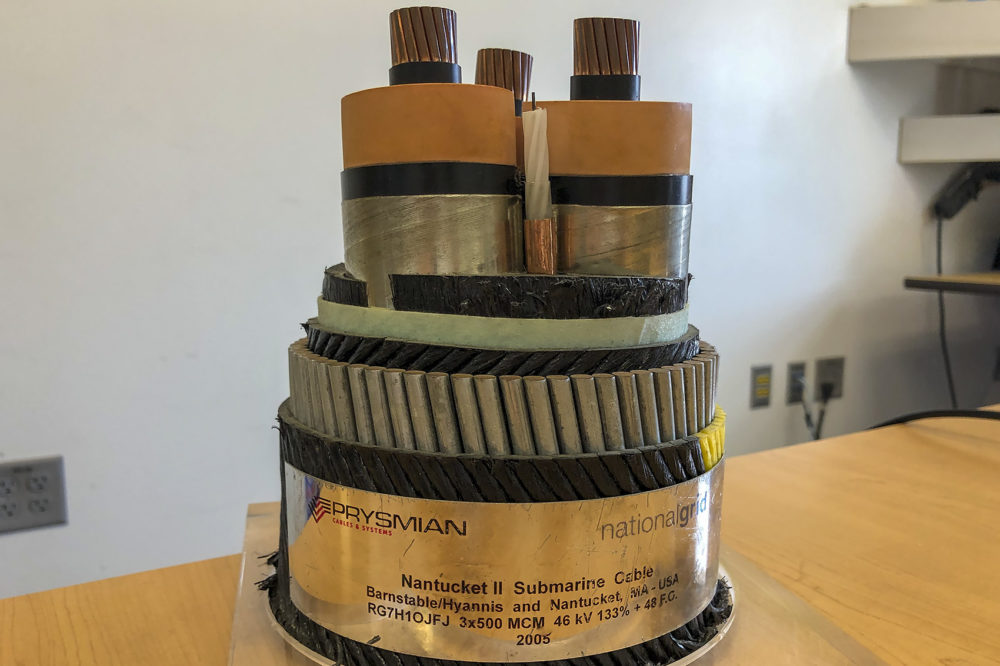 PRYSMIAN
CABLES & SYSTEMS
nationalgrid
Nantucket II Submarine Cable
Barnstable/Hyannis and Nantucket, MA - USA
RG7H1OJFJ 3x500 MCM 46 kV 133% + 48 F.O.
2005